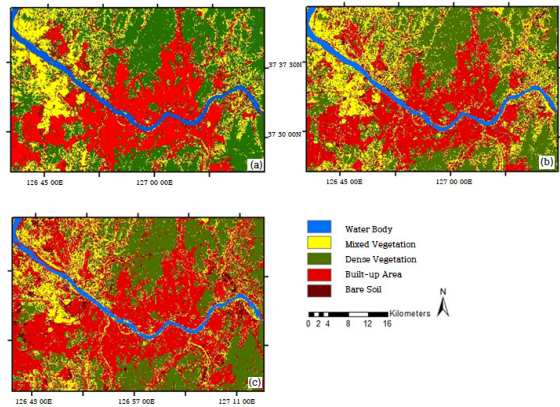 (a)
37 37 30N
37 30 00N
126 45 00E
127 00 00E
(b)
126 45 00E
127 00 00E
(c)
126 43 00E
126 57 00E
127 11 00E
Water Body
Mixed Vegetation
Dense Vegetation
Built-up Area
Bare Soil
N
Kilometers
0 2 4 8 12 16